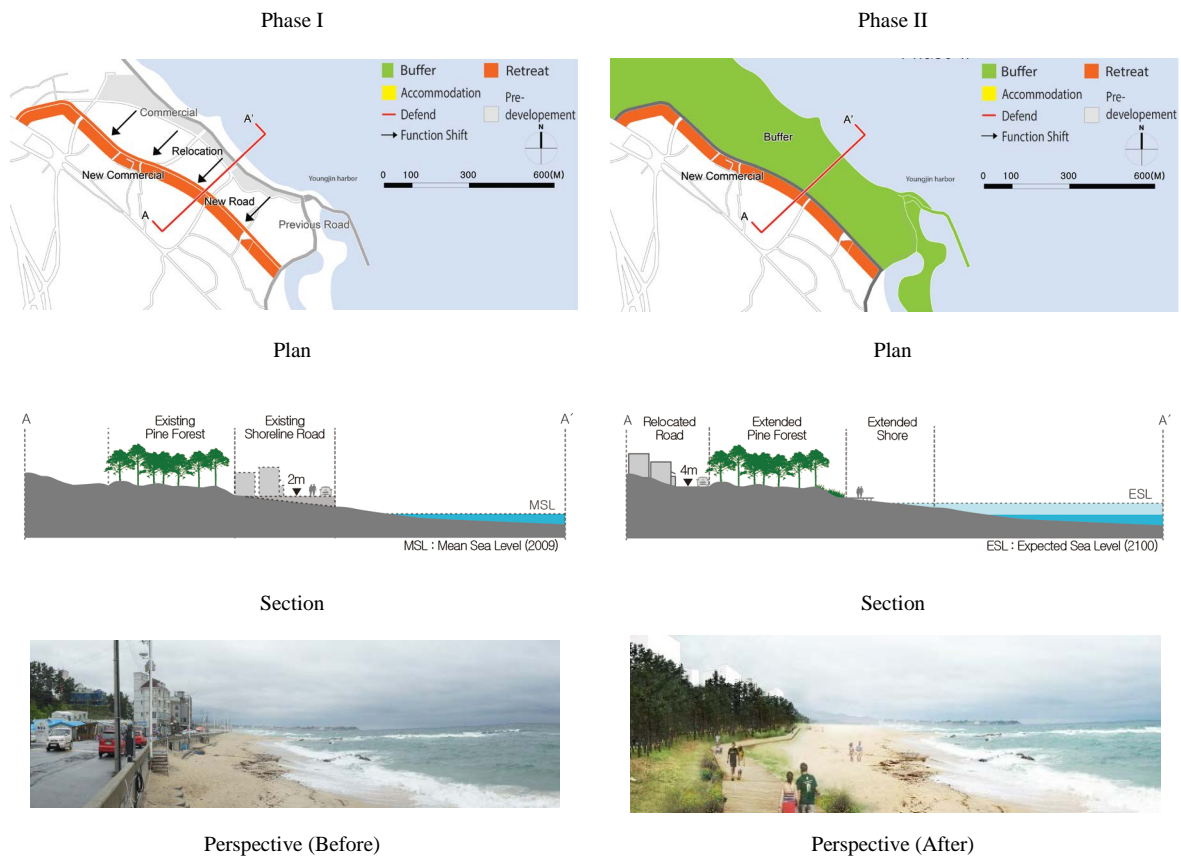 Phase I
Phase II
Buffer
Retreat
Accommodation
Pre-
developement
Defend
Function Shift
N
0 100 300 600(M)
Commercial
A'
Relocation
New Commercial
Youngjin harbor
A
New Road
Previous Road
Buffer
Retreat
Accommodation
Pre-
developement
Defend
Function Shift
N
0 100 300 600(M)
A'
Buffer
New Commercial
Youngjin harbor
A
Plan
Plan
A
Existing
Pine Forest
Existing
Shoreline Road
A′
2m
MSL
MSL : Mean Sea Level (2009)
A
Relocated
Road
Extended
Pine Forest
Extended
Shore
A′
4m
ESL
ESL : Expected Sea Level (2100)
Section
Section
Perspective (Before)
Perspective (After)